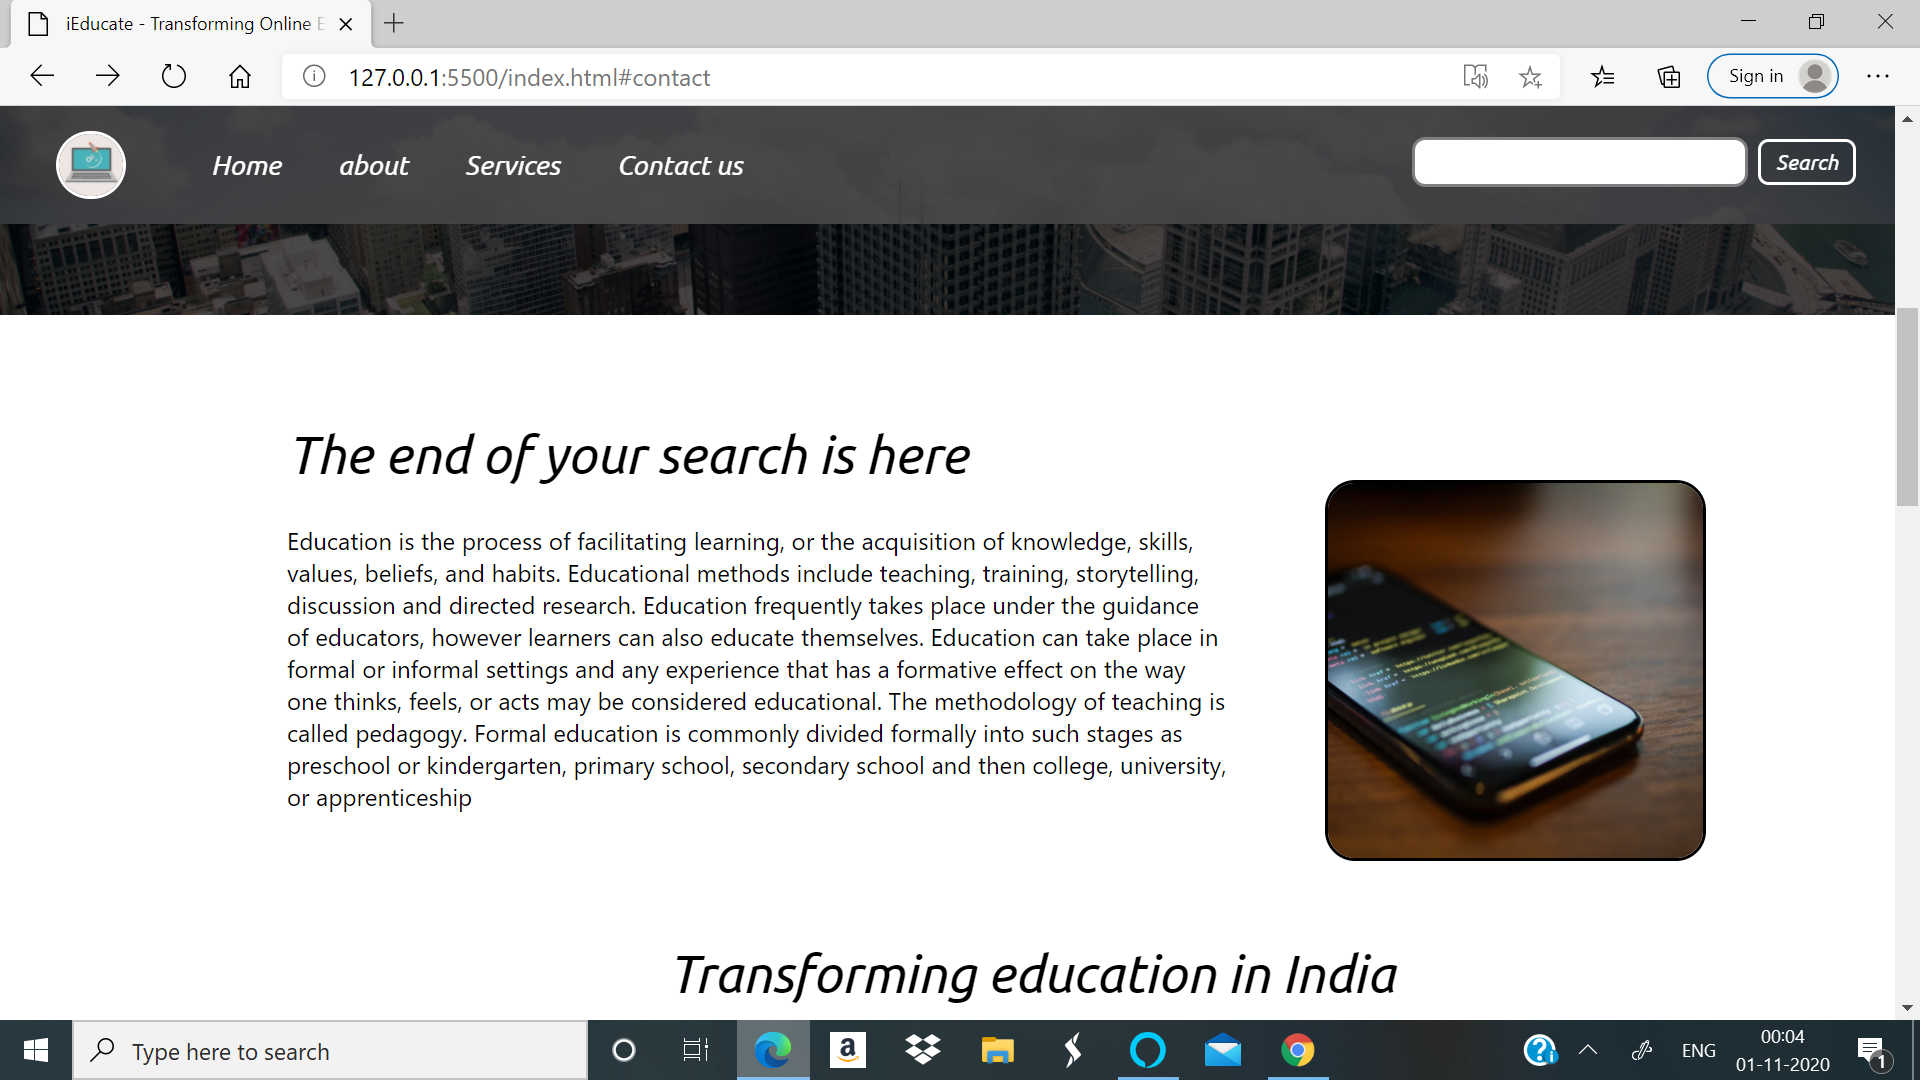 iEducate - Transforming Online E
127.0.0.1:5500/index.html#contact
Sign in
Home about Services Contact us
Search
The end of your search is here
Education is the process of facilitating learning, or the acquisition of knowledge, skills,
values, beliefs, and habits. Educational methods include teaching, training, storytelling,
discussion and directed research. Education frequently takes place under the guidance
of educators, however learners can also educate themselves. Education can take place in
formal or informal settings and any experience that has a formative effect on the way
one thinks, feels, or acts may be considered educational. The methodology of teaching is
called pedagogy. Formal education is commonly divided formally into such stages as
preschool or kindergarten, primary school, secondary school and then college, university,
or apprenticeship
Transforming education in India
Type here to search
a
ENG
00:04
01-11-2020
1